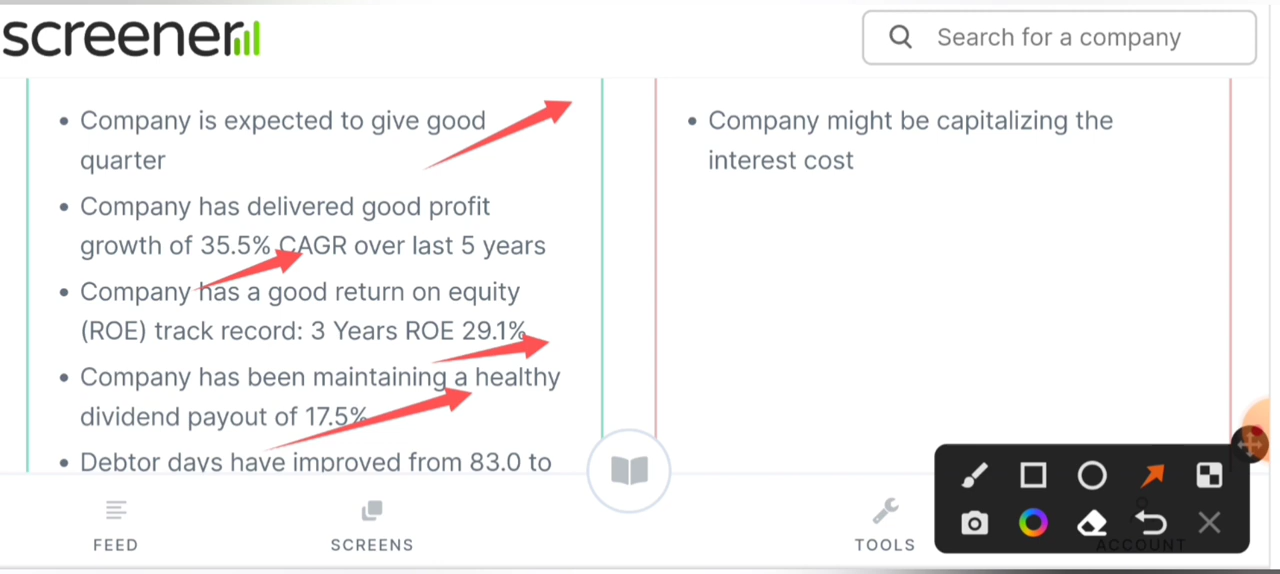 screener
Search for a company
• Company is expected to give good
quarter
• Company has delivered good profit
growth of 35.5% CAGR over last 5 years
• Company has a good return on equity
(ROE) track record: 3 Years ROE 29.1%
• Company has been maintaining a healthy
dividend payout of 17.5%
• Debtor days have improved from 83.0 to
• Company might be capitalizing the
interest cost
FEED
SCREENS
TOOLS
ACCOUNT